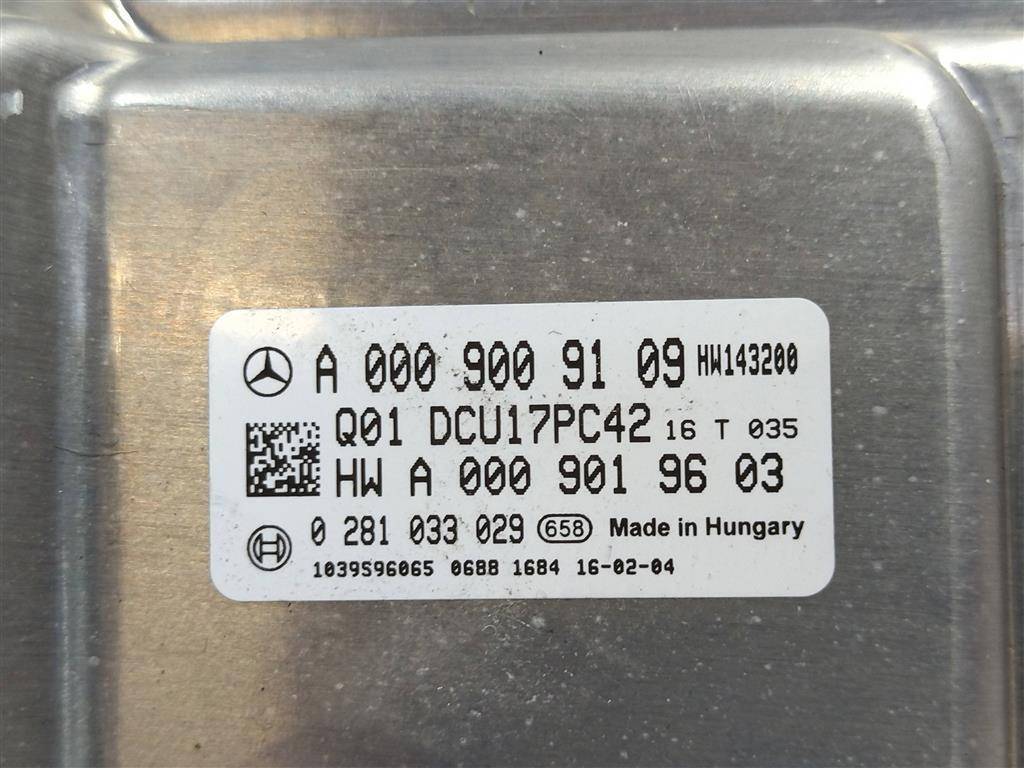 A 000 900 91 09 HW143200
Q01 DCU17PC42 16 T 035
HW A 000 901 96 03
0 281 033 029 658 Made in Hungary
1039S96065 0688 1684 16-02-04